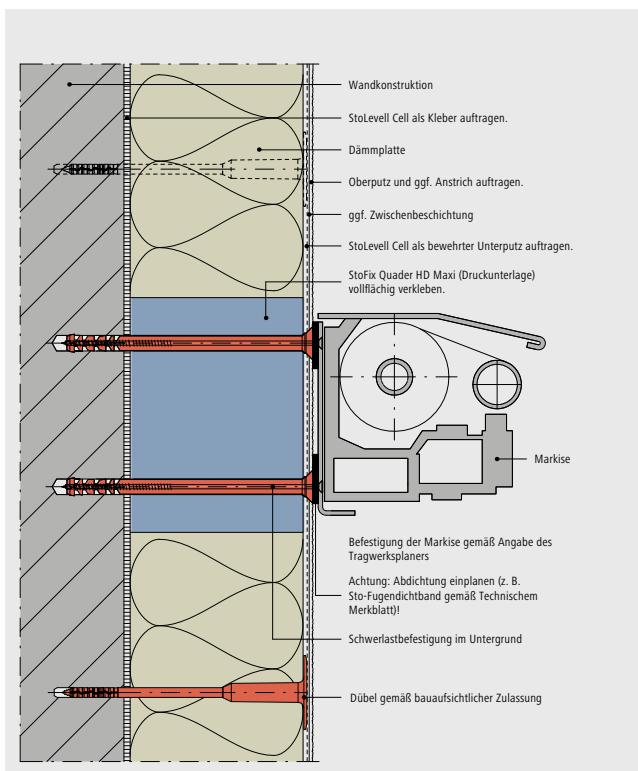 Wandkonstruktion
StoLevell Cell als Kleber auftragen.
Dämmplatte
Oberputz und ggf. Anstrich auftragen.
ggf. Zwischenbeschichtung
StoLevell Cell als bewehrter Unterputz auftragen.
StoFix Quader HD Maxi (Druckunterlage)
vollflächig verkleben.
Markise
Befestigung der Markise gemäß Angabe des
Tragwerksplaners
Achtung: Abdichtung einplanen (z. B.
Sto-Fugendichtband gemäß Technischem
Merkblatt)!
Schwerlastbefestigung im Untergrund
Dübel gemäß bauaufsichtlicher Zulassung